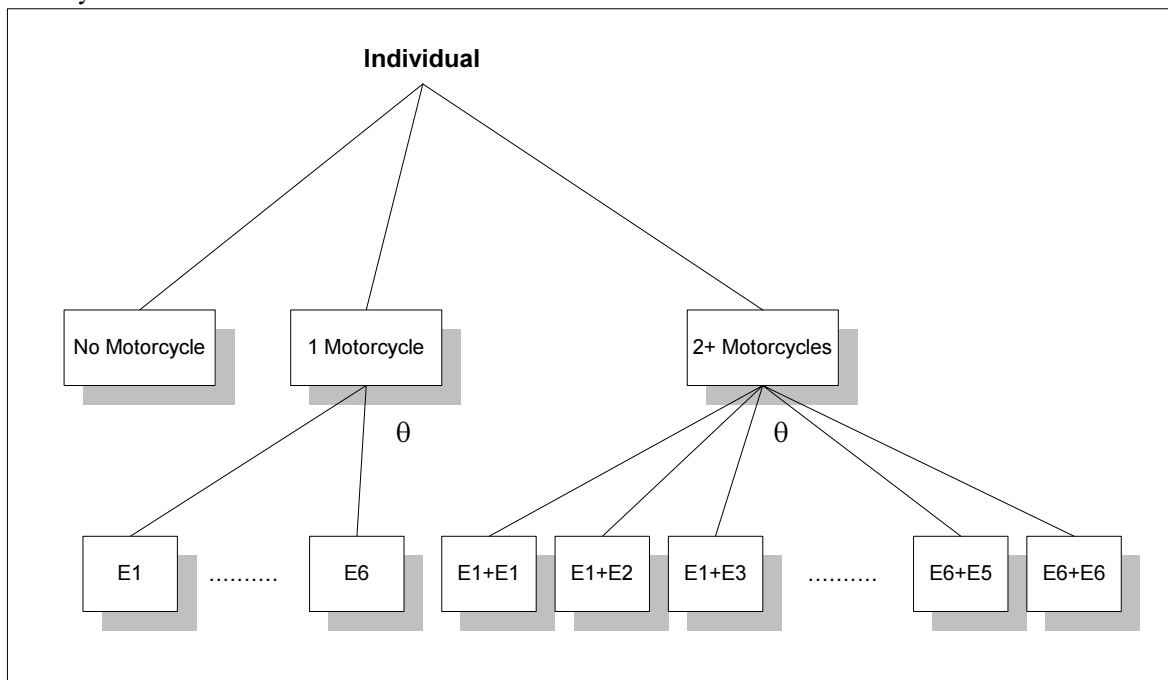 Individual
No Motorcycle 1 Motorcycle 2+ Motorcycles
θ θ
E1 .......... E6 E1+E1 E1+E2 E1+E3 .......... E6+E5 E6+E6